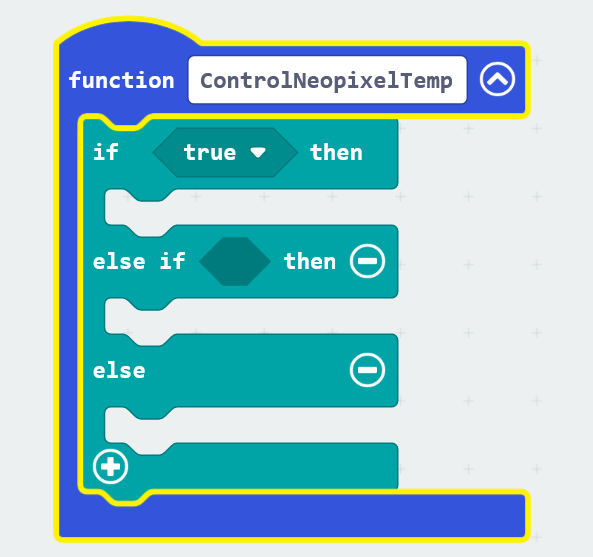 function ControlNeopixelTemp
if true then
else if then
else